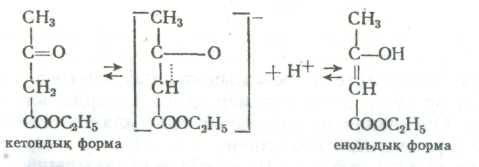 CH₃ CH₃ − CH₃
C=O C—O + H⁺ C—OH
CH₂ CH CH
COOC₂H₅ COOC₂H₅ COOC₂H₅
кетондық форма енольдық форма